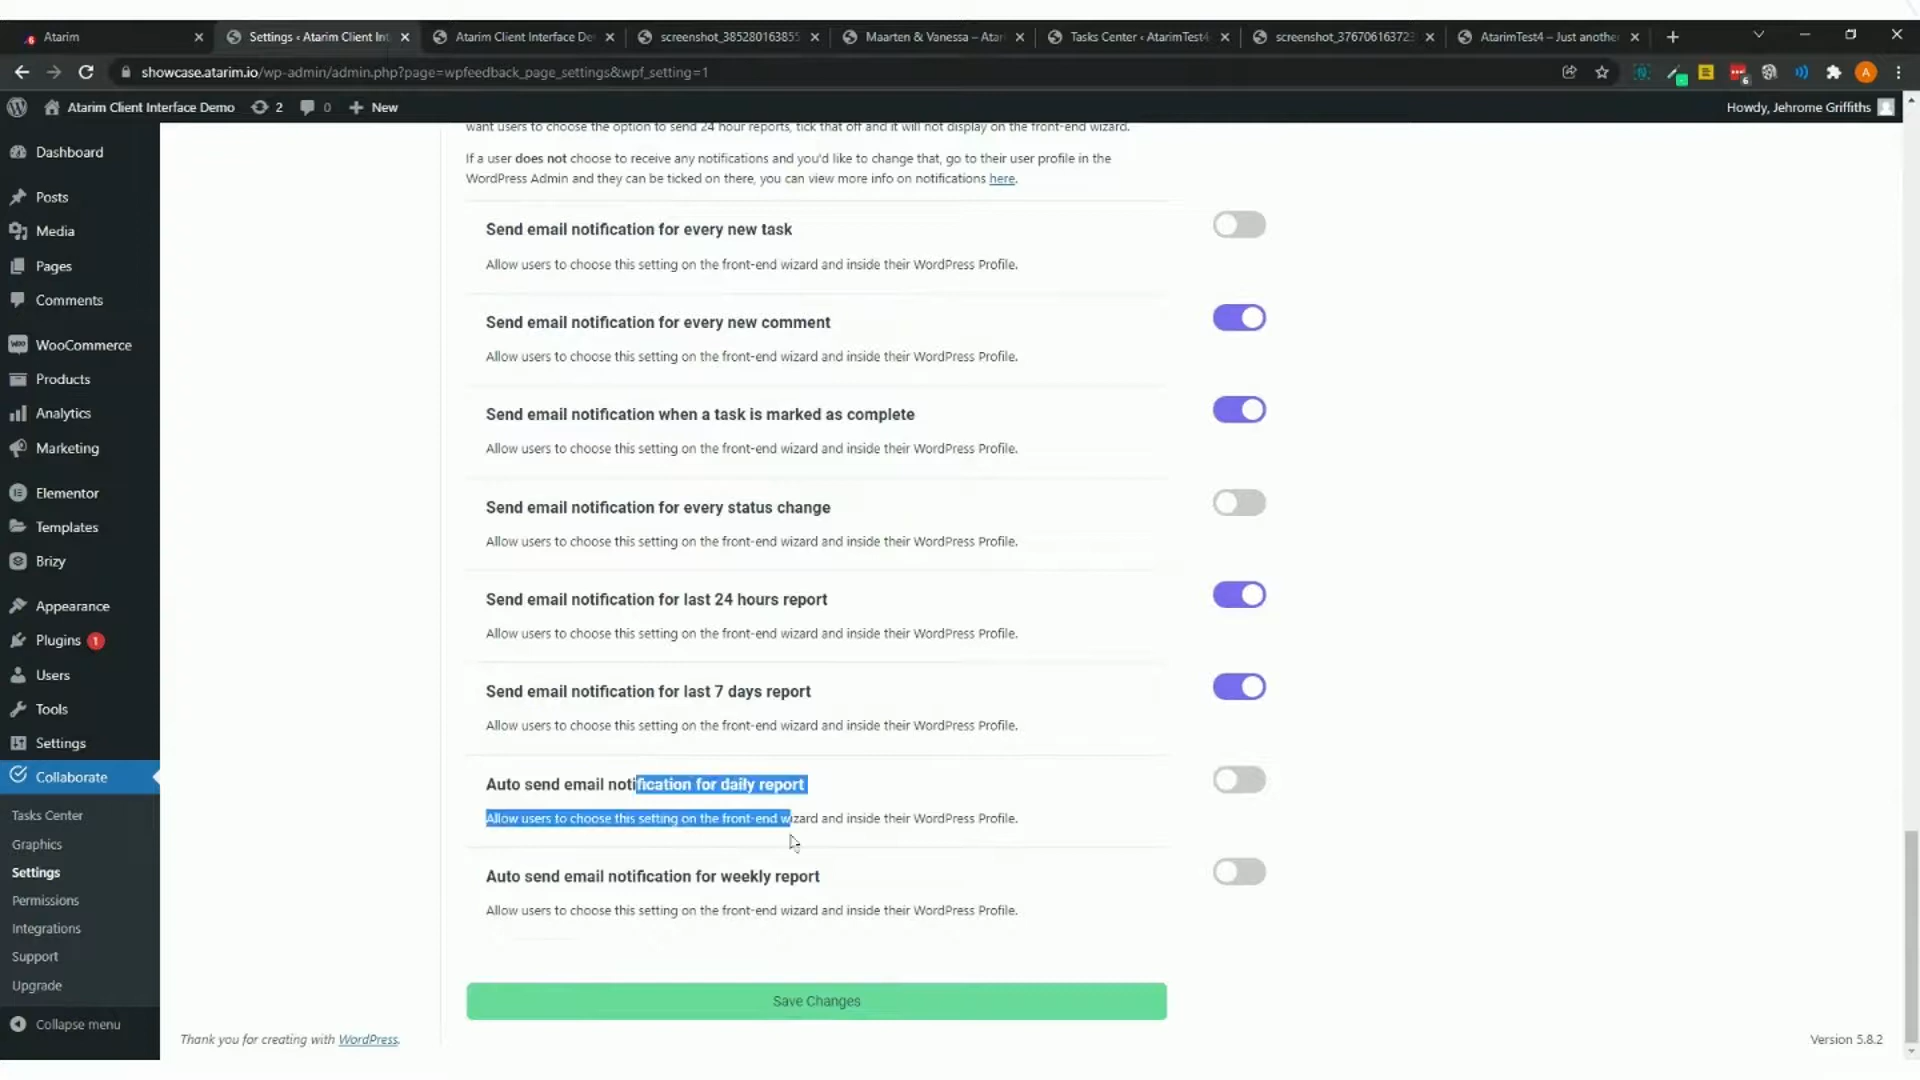 Atarim
Settings ‹ Atarim Client Int
Atarim Client Interface De
screenshot_385280163855
Maarten & Vanessa – Atar
Tasks Center ‹ AtarimTest4
screenshot_376706163723
AtarimTest4 – Just another
showcase.atarim.io/wp-admin/admin.php?page=wpfeedback_page_settings&wpf_setting=1
Atarim Client Interface Demo
2
0
New
Howdy, Jehrome Griffiths
Dashboard
Posts
Media
Pages
Comments
WooCommerce
Products
Analytics
Marketing
Elementor
Templates
Brizy
Appearance
Plugins 1
Users
Tools
Settings
Collaborate
Tasks Center
Graphics
Settings
Permissions
Integrations
Support
Upgrade
Collapse menu
want users to choose the option to send 24 hour reports, tick that off and it will not display on the front-end wizard.
If a user does not choose to receive any notifications and you'd like to change that, go to their user profile in the
WordPress Admin and they can be ticked on there, you can view more info on notifications here.
Send email notification for every new task
Allow users to choose this setting on the front-end wizard and inside their WordPress Profile.
Send email notification for every new comment
Allow users to choose this setting on the front-end wizard and inside their WordPress Profile.
Send email notification when a task is marked as complete
Allow users to choose this setting on the front-end wizard and inside their WordPress Profile.
Send email notification for every status change
Allow users to choose this setting on the front-end wizard and inside their WordPress Profile.
Send email notification for last 24 hours report
Allow users to choose this setting on the front-end wizard and inside their WordPress Profile.
Send email notification for last 7 days report
Allow users to choose this setting on the front-end wizard and inside their WordPress Profile.
Auto send email notification for daily report
Allow users to choose this setting on the front-end wizard and inside their WordPress Profile.
Auto send email notification for weekly report
Allow users to choose this setting on the front-end wizard and inside their WordPress Profile.
Save Changes
Thank you for creating with WordPress.
Version 5.8.2